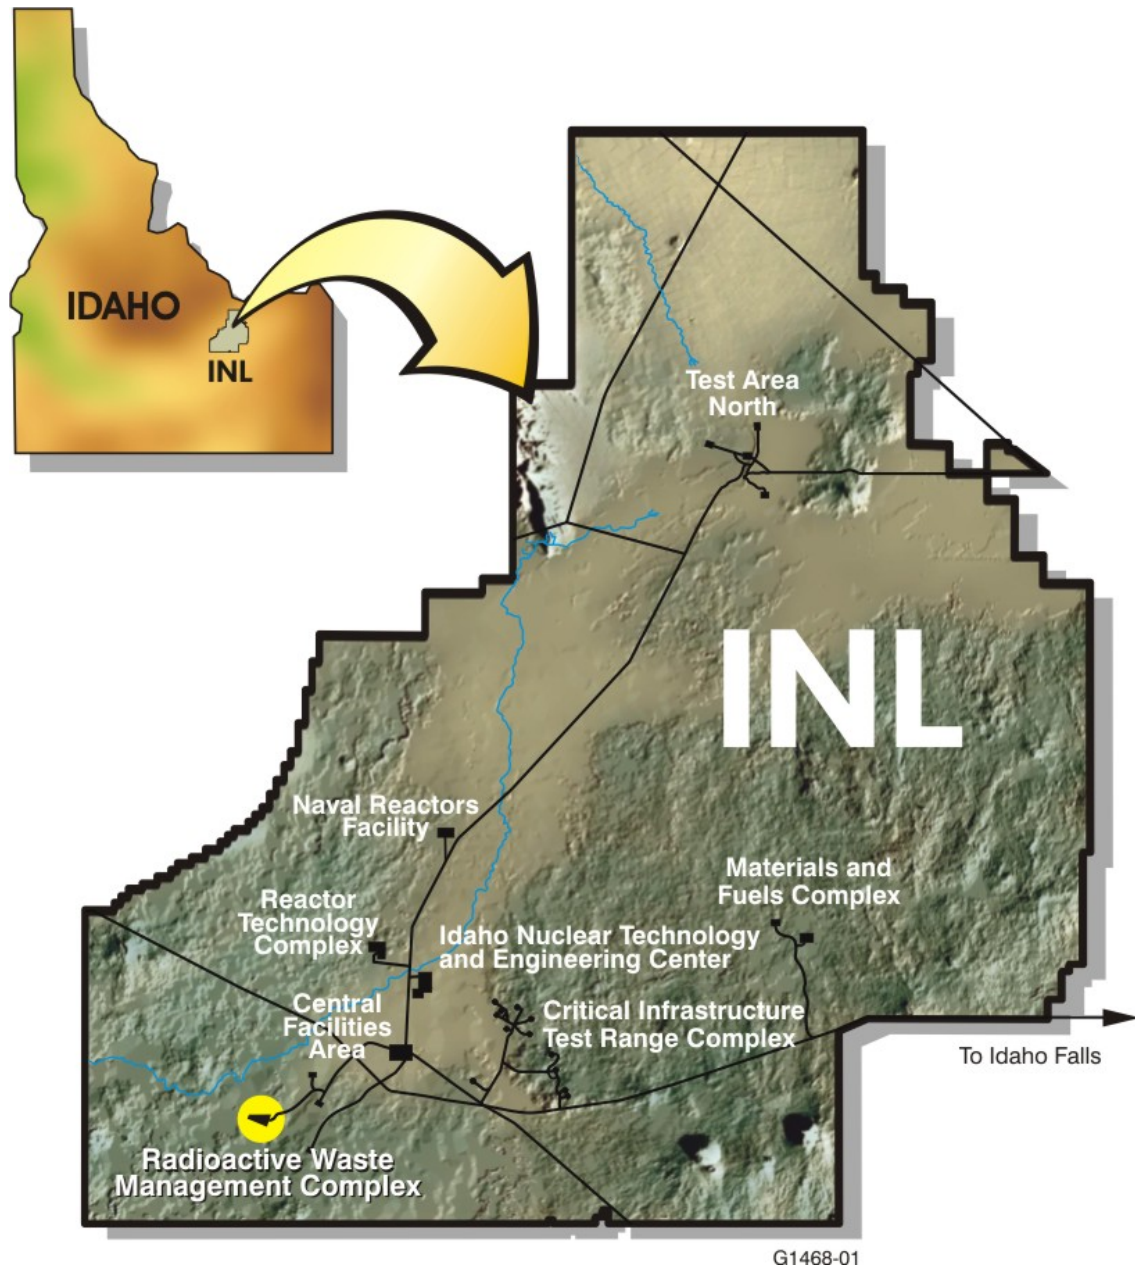 IDAHO
INL
Test Area
North
INL
Naval Reactors
Facility
Materials and
Fuels Complex
Reactor
Technology
Complex
Idaho Nuclear Technology
and Engineering Center
Central
Facilities
Area
Critical Infrastructure
Test Range Complex
To Idaho Falls
Radioactive Waste
Management Complex
G1468-01